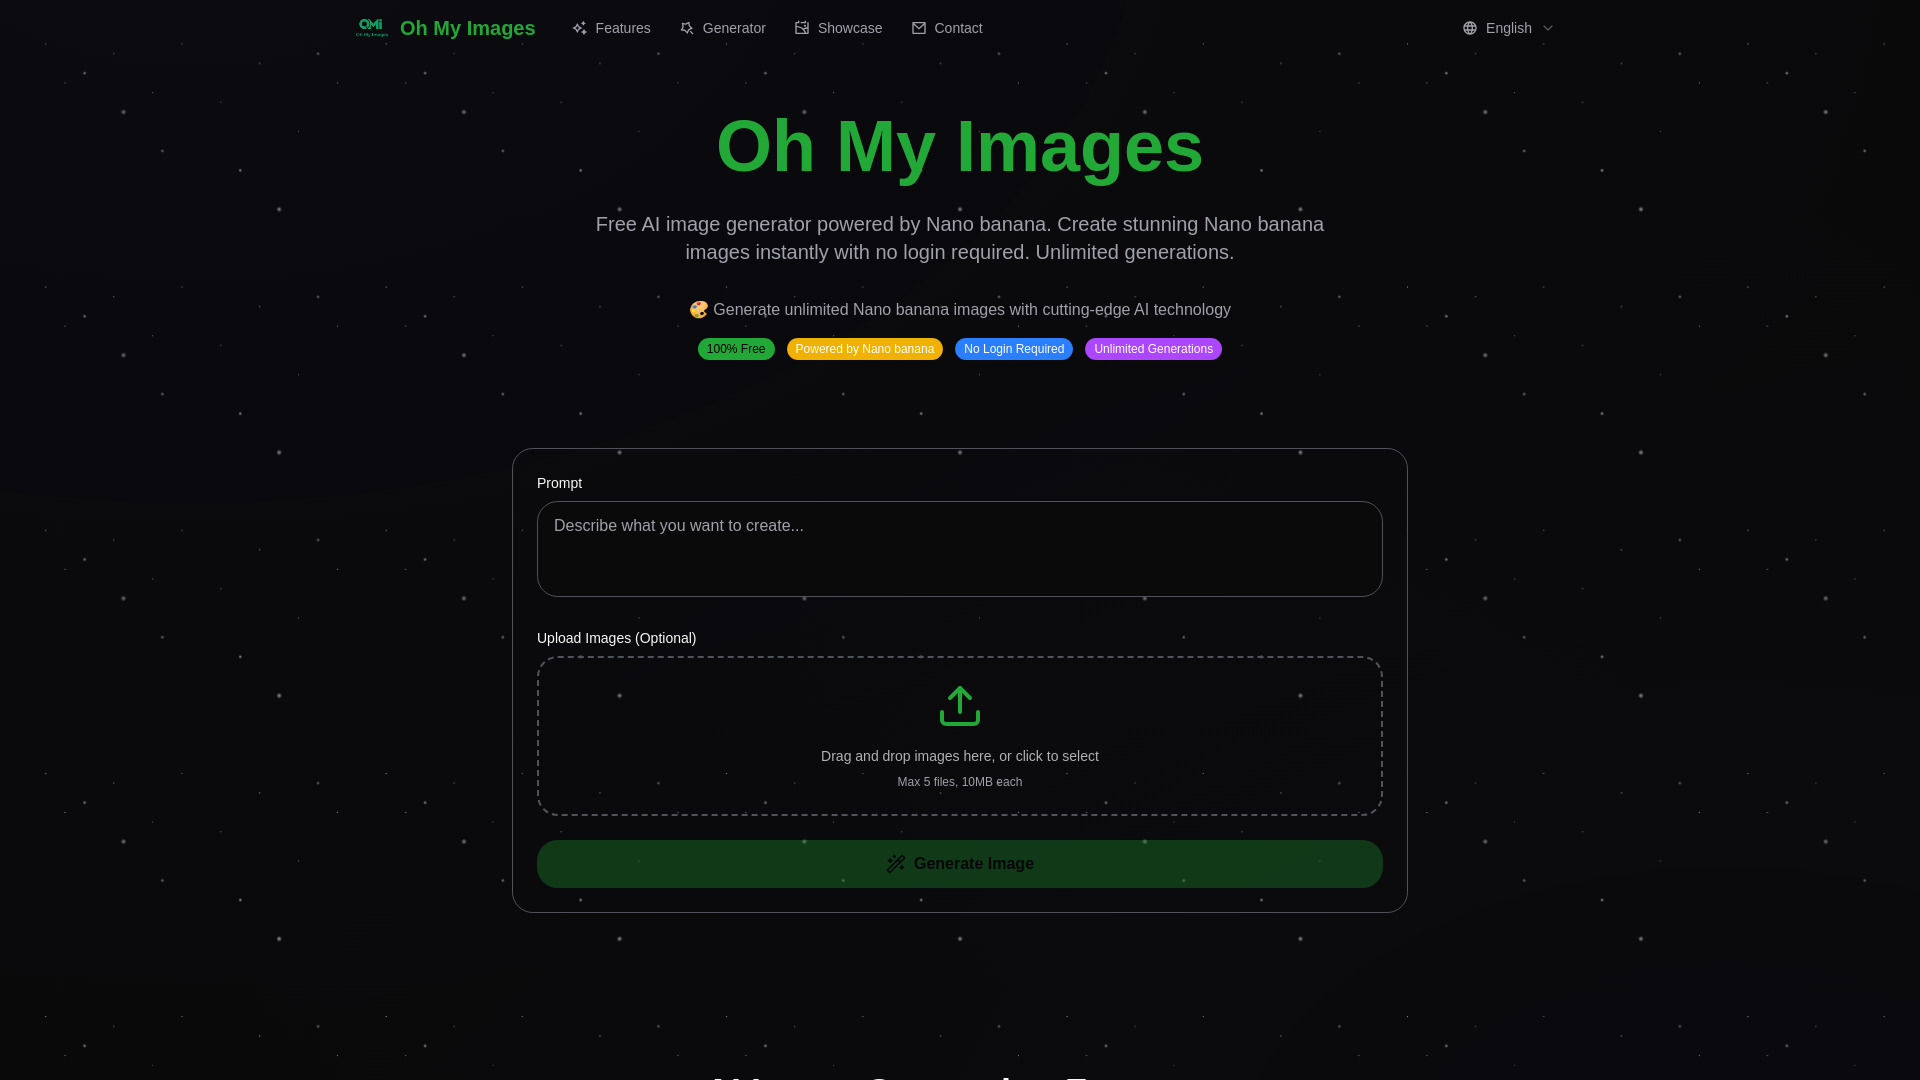 OMi
Oh My Images
Oh My Images
Features
Generator
Showcase
Contact
English
Oh My Images
Free AI image generator powered by Nano banana. Create stunning Nano banana
images instantly with no login required. Unlimited generations.
🎨 Generate unlimited Nano banana images with cutting-edge AI technology
100% Free
Powered by Nano banana
No Login Required
Unlimited Generations
Prompt
Describe what you want to create...
Upload Images (Optional)
Drag and drop images here, or click to select
Max 5 files, 10MB each
Generate Image